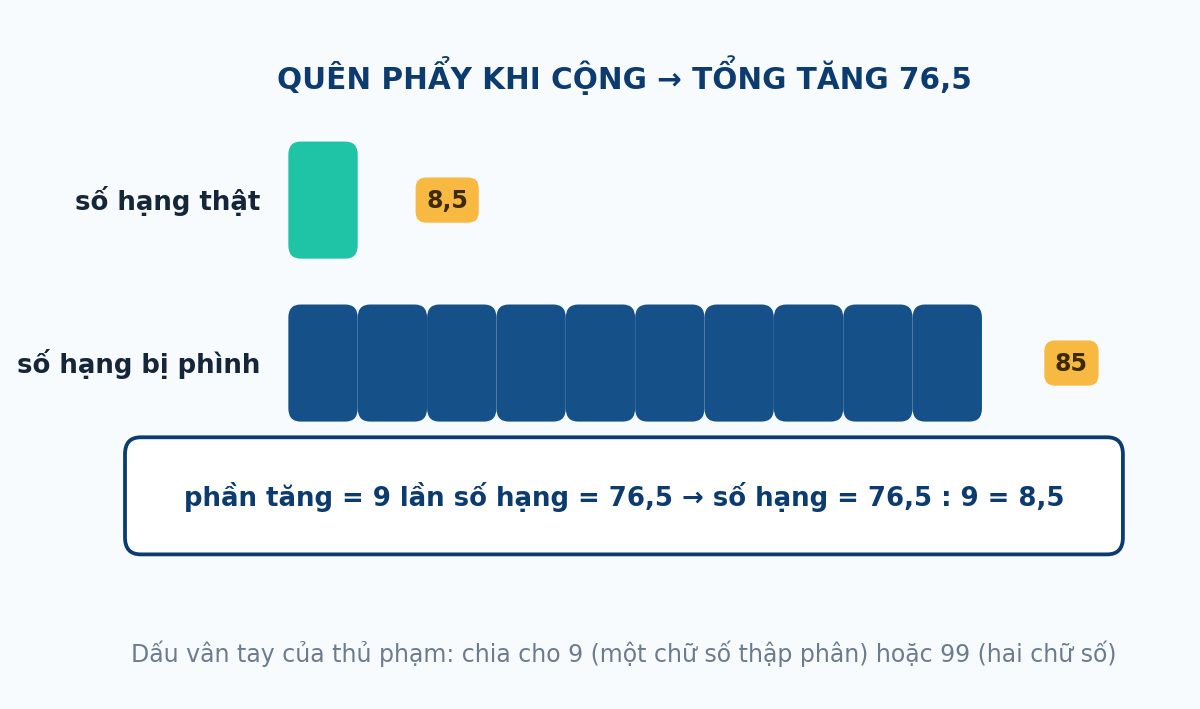 QUÊN PHẨY KHI CỘNG → TỔNG TĂNG 76,5
số hạng thật
8,5
số hạng bị phình
85
phần tăng = 9 lần số hạng = 76,5 → số hạng = 76,5 : 9 = 8,5
Dấu vân tay của thủ phạm: chia cho 9 (một chữ số thập phân) hoặc 99 (hai chữ số)